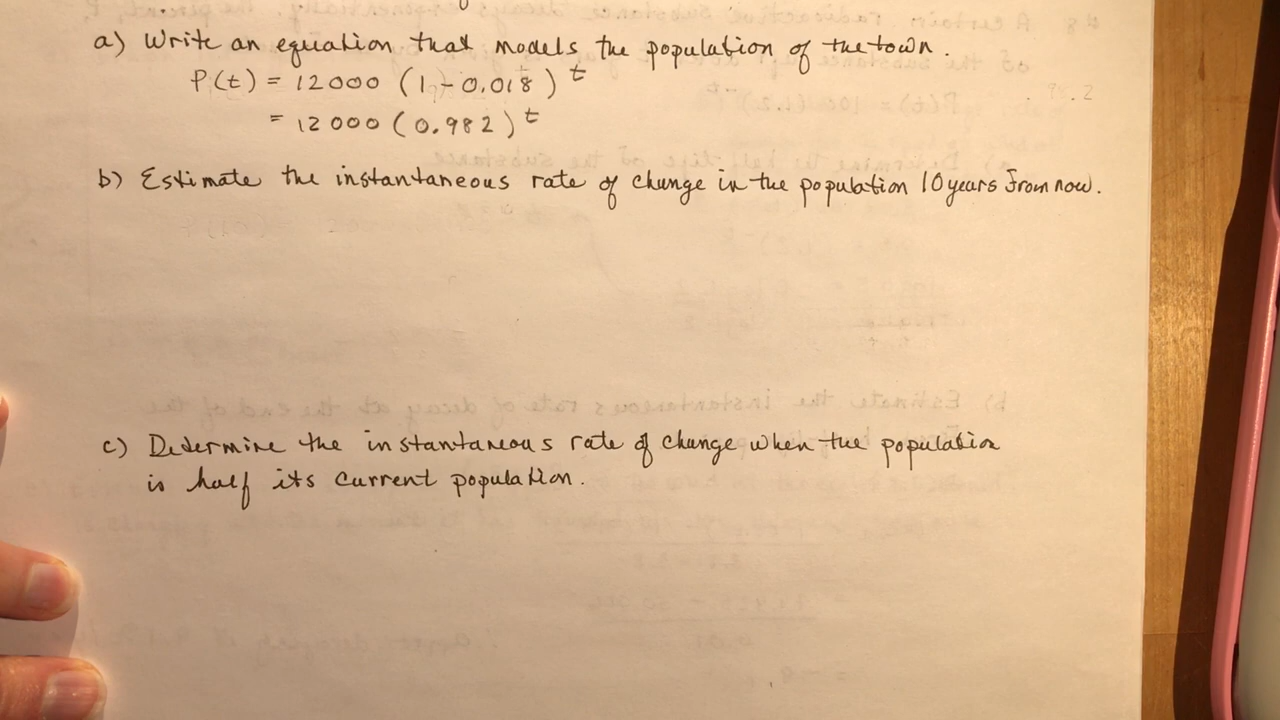 a) Write an equation that models the population of the town.
P(t) = 12000 (1 - 0.018)^t
= 12000 (0.982)^t
b) Estimate the instantaneous rate of change in the population 10 years from now.
c) Determine the instantaneous rate of change when the population
is half its current population.